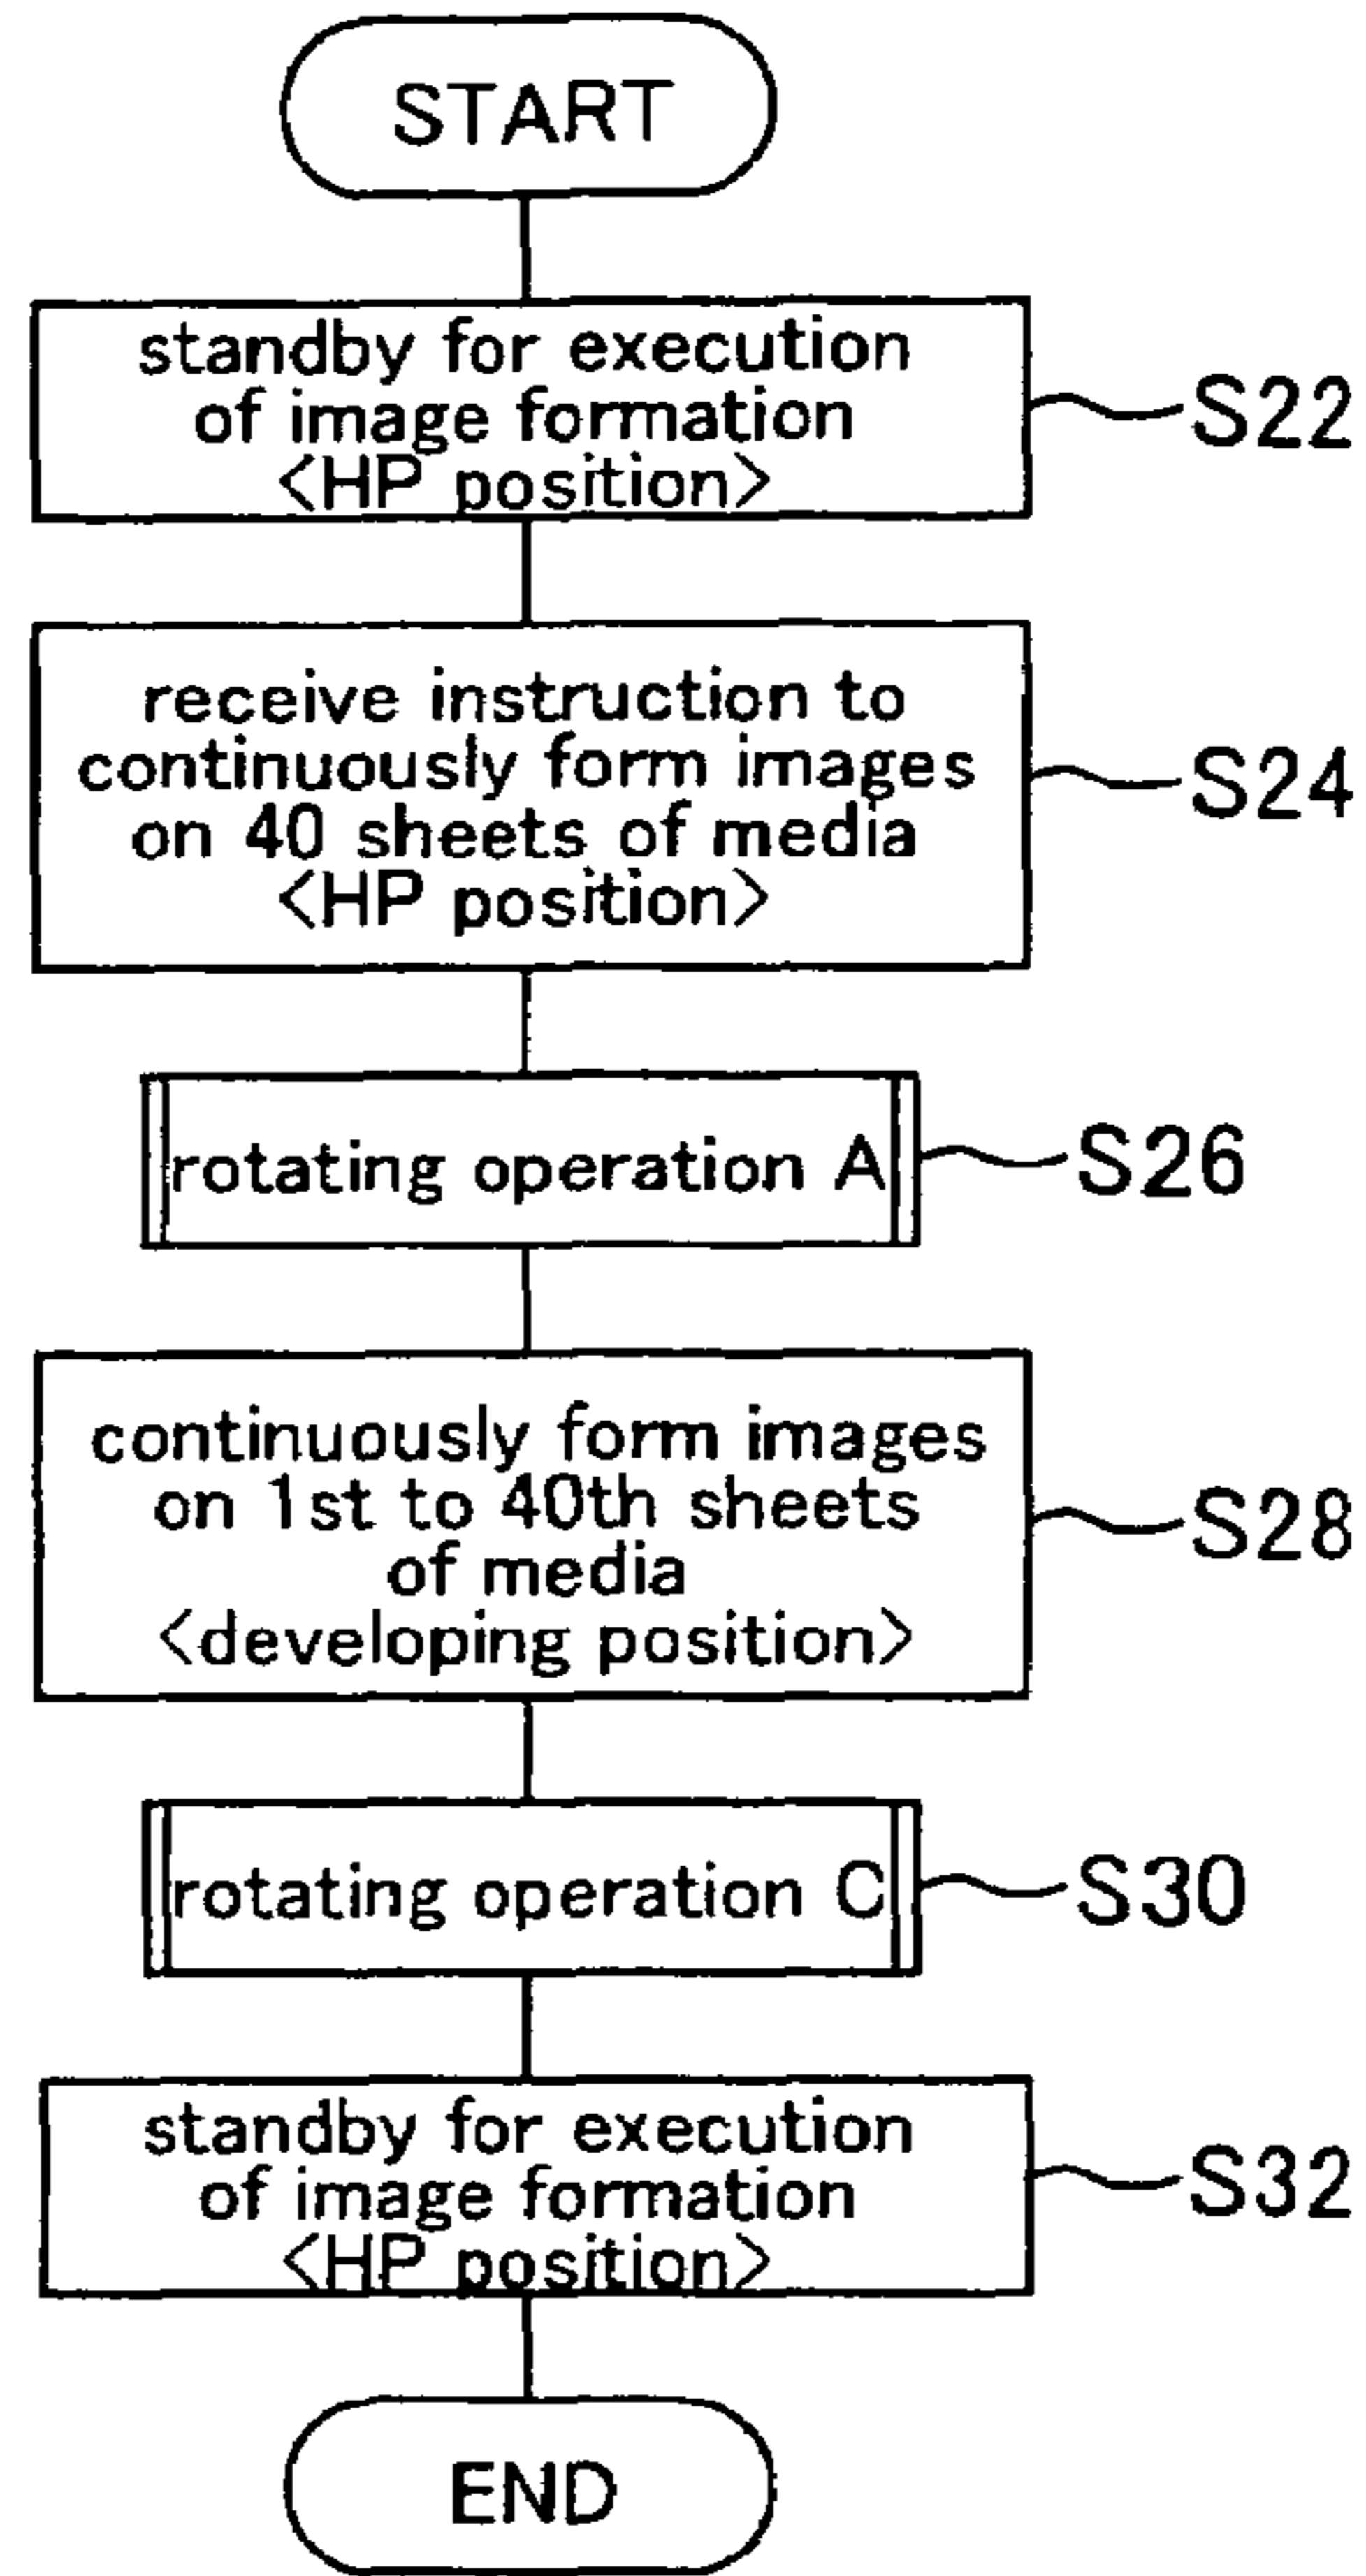 START
standby for execution
of image formation
<HP position>
S22
receive instruction to
continuously form images
on 40 sheets of media
<HP position>
S24
rotating operation A
S26
continuously form images
on 1st to 40th sheets
of media
<developing position>
S28
rotating operation C
S30
standby for execution
of image formation
<HP position>
S32
END